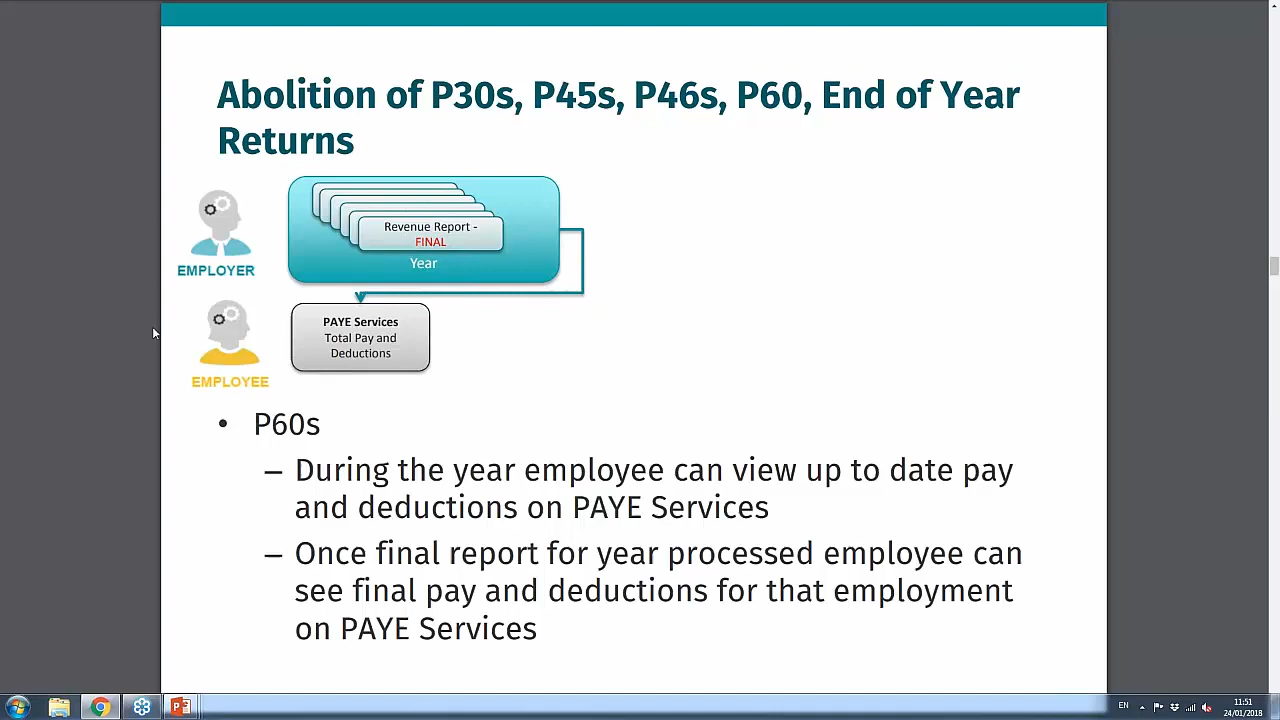 Abolition of P30s, P45s, P46s, P60, End of Year
Returns
Revenue Report -
FINAL
Year
EMPLOYER
PAYE Services
Total Pay and
Deductions
EMPLOYEE
• P60s
– During the year employee can view up to date pay
and deductions on PAYE Services
– Once final report for year processed employee can
see final pay and deductions for that employment
on PAYE Services
EN
11:51
24/01/2018